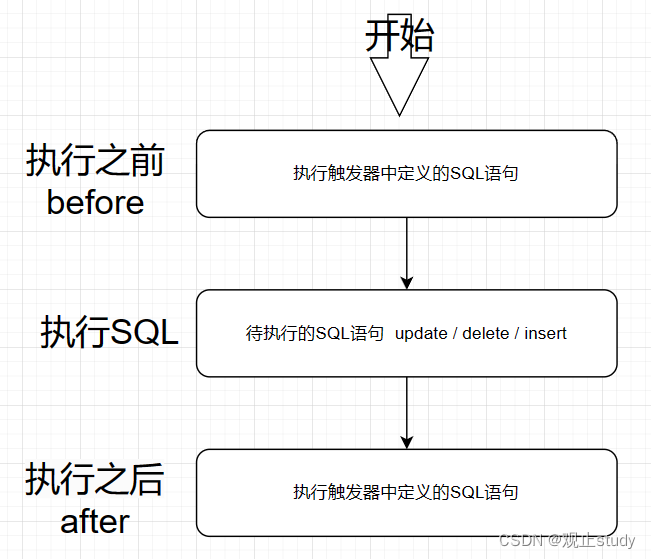 开始
执行之前
before
执行触发器中定义的SQL语句
执行SQL
待执行的SQL语句 update / delete / insert
执行之后
after
执行触发器中定义的SQL语句
CSDN @观止study